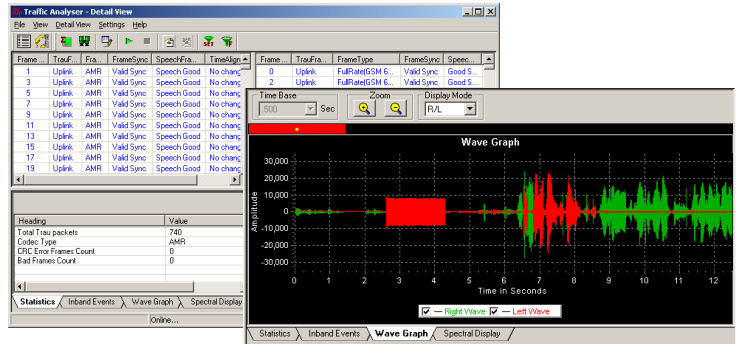 Traffic Analyser - Detail View
File View Detail View Settings Help
SET
Frame ... TrauF... Fra... FrameSync SpeechFra... TimeAlign
1 Uplink AMR Valid Sync Speech Good No chang
3 Uplink AMR Valid Sync Speech Good No chang
5 Uplink AMR Valid Sync Speech Good No chang
7 Uplink AMR Valid Sync Speech Good No chang
9 Uplink AMR Valid Sync Speech Good No chang
11 Uplink AMR Valid Sync Speech Good No chang
13 Uplink AMR Valid Sync Speech Good No chang
15 Uplink AMR Valid Sync Speech Good No chang
17 Uplink AMR Valid Sync Speech Good No chang
19 Uplink AMR Valid Sync Speech Good No chang
Frame ... TrauFra... FrameType FrameSync Speec...
0 Uplink FullRate(GSM 6... Valid Sync Good S...
2 Uplink FullRate(GSM 6... Valid Sync Good S...
Heading Value
Total Trau packets 740
Codec Type AMR
CRC Error Frames Count 0
Bad Frames Count 0
Statistics Inband Events Wave Graph Spectral Display
Online...
Time Base Zoom Display Mode
500 Sec R/L
Wave Graph
30,000
20,000
10,000
0
-10,000
-20,000
-30,000
Amplitude
0 1 2 3 4 5 6 7 8 9 10 11 12
Time in Seconds
Right Wave Left Wave
Statistics Inband Events Wave Graph Spectral Display